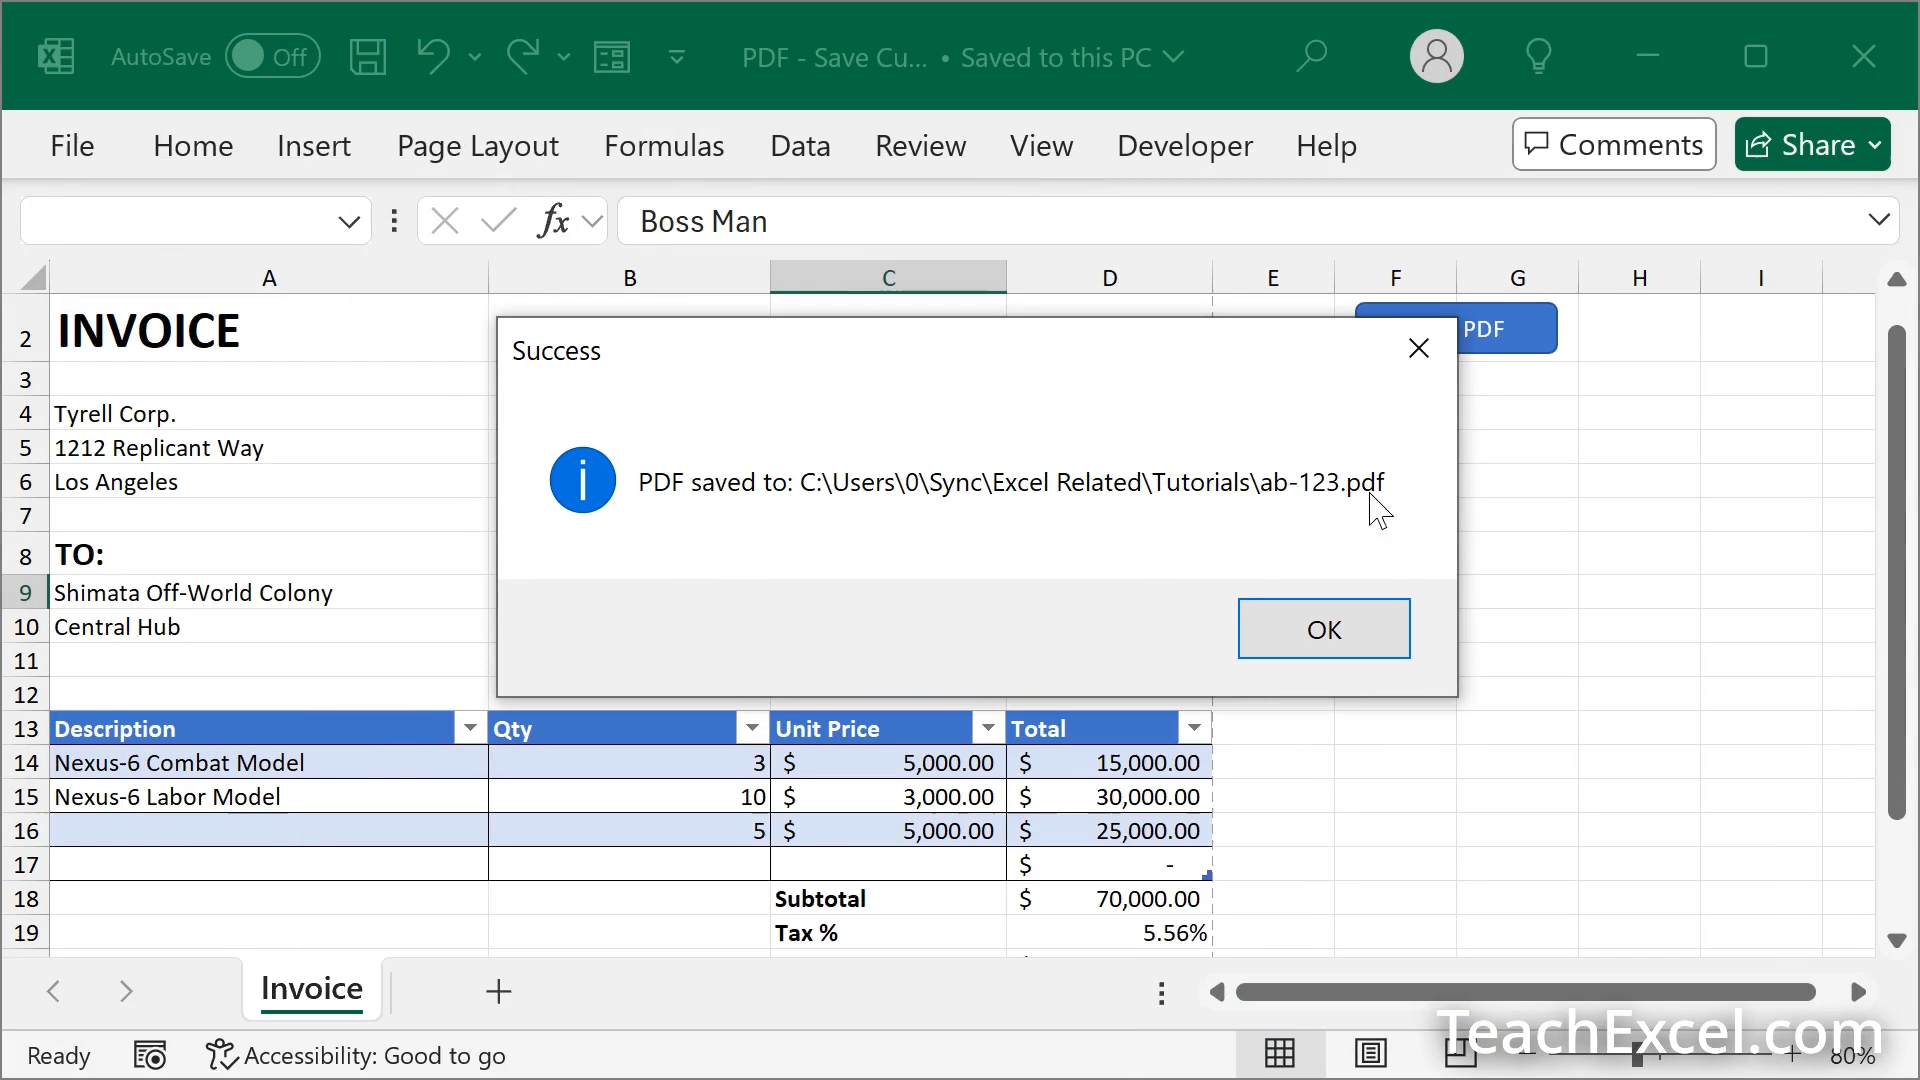 AutoSave Off PDF - Save Cu... • Saved to this PC
File Home Insert Page Layout Formulas Data Review View Developer Help Comments Share
fx Boss Man
A B C D E F G H I
2 INVOICE
PDF
Success
3
4 Tyrell Corp.
5 1212 Replicant Way
6 Los Angeles
PDF saved to: C:\Users\0\Sync\Excel Related\Tutorials\ab-123.pdf
7
8 TO:
9 Shimata Off-World Colony
10 Central Hub
OK
11
12
13 Description Qty Unit Price Total
14 Nexus-6 Combat Model 3 $ 5,000.00 $ 15,000.00
15 Nexus-6 Labor Model 10 $ 3,000.00 $ 30,000.00
16 5 $ 5,000.00 $ 25,000.00
17 $ -
18 Subtotal $ 70,000.00
19 Tax % 5.56%
Invoice
TeachExcel.com
Ready Accessibility: Good to go 80%